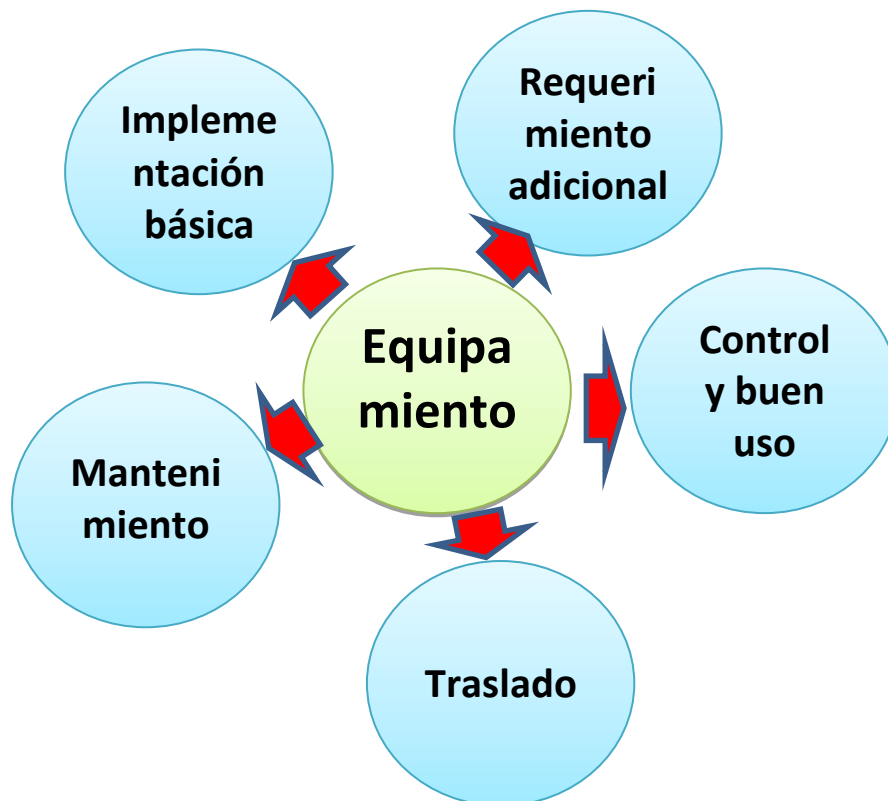 Impleme
ntación
básica
Requeri
miento
adicional
Equipa
miento
Control
y buen
uso
Manteni
miento
Traslado